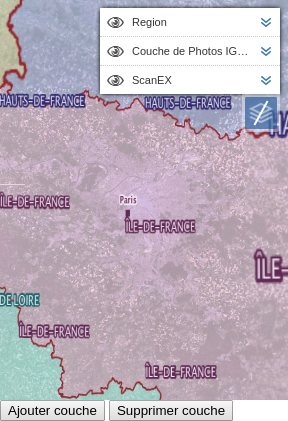 Region
Couche de Photos IG…
ScanEX
HAUTS-DE-FRANCE
HAUTS-DE-FRANCE
ÎLE-DE-FRANCE
Paris
ÎLE-DE-FRANCE
ÎLE-
DE LOIRE
ÎLE-DE-FRANCE
ÎLE-DE-FRANCE
Ajouter couche
Supprimer couche